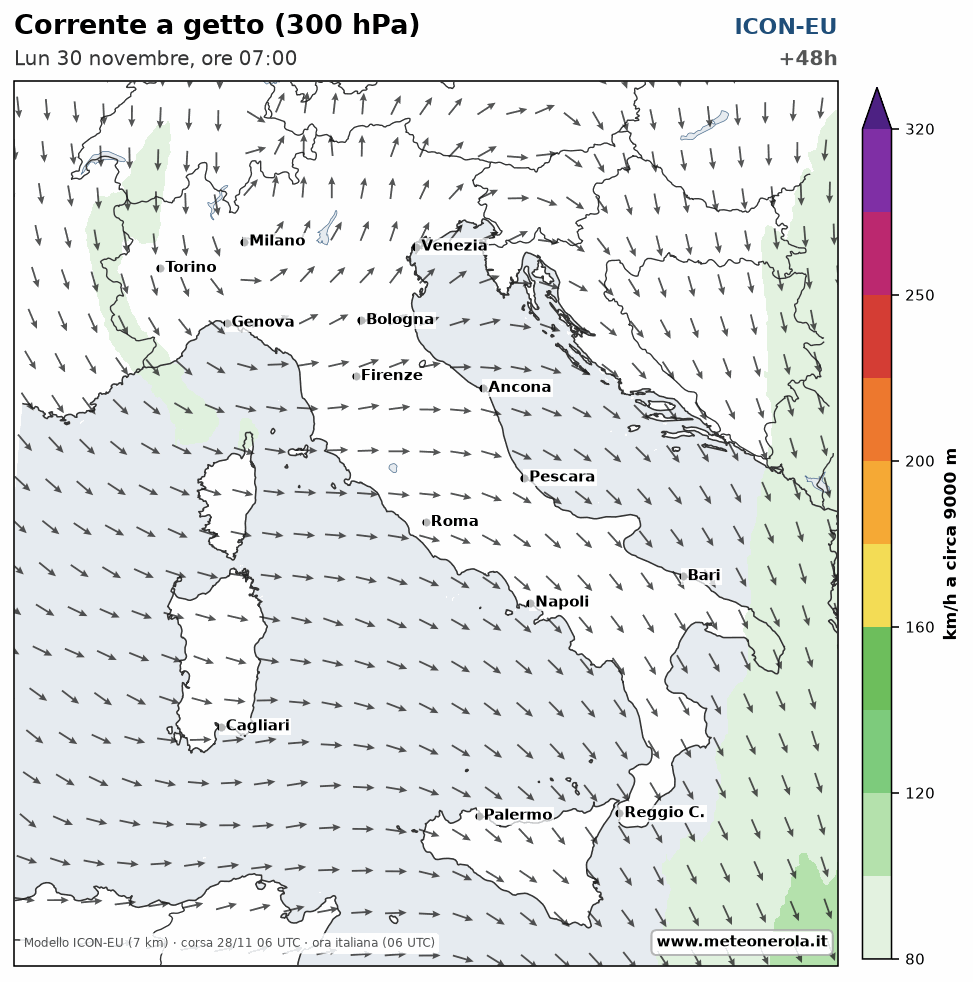 Corrente a getto (300 hPa)
ICON-EU
Lun 30 novembre, ore 07:00
+48h
320
250
200
160
120
80
km/h a circa 9000 m
Milano
Venezia
Torino
Genova
Bologna
Firenze
Ancona
Pescara
Roma
Bari
Napoli
Cagliari
Palermo
Reggio C.
Modello ICON-EU (7 km) · corsa 28/11 06 UTC · ora italiana (06 UTC)
www.meteonerola.it